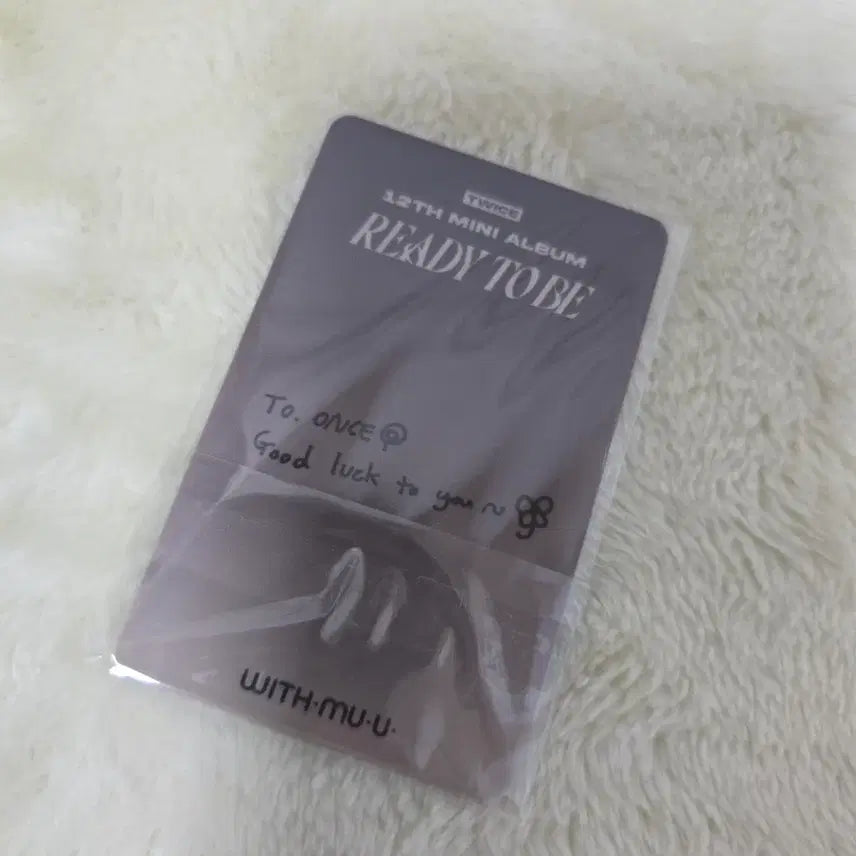 TWICE
12TH MINI ALBUM
READY TO BE
To. ONCE
Good luck to you~
WITH·MU·U·